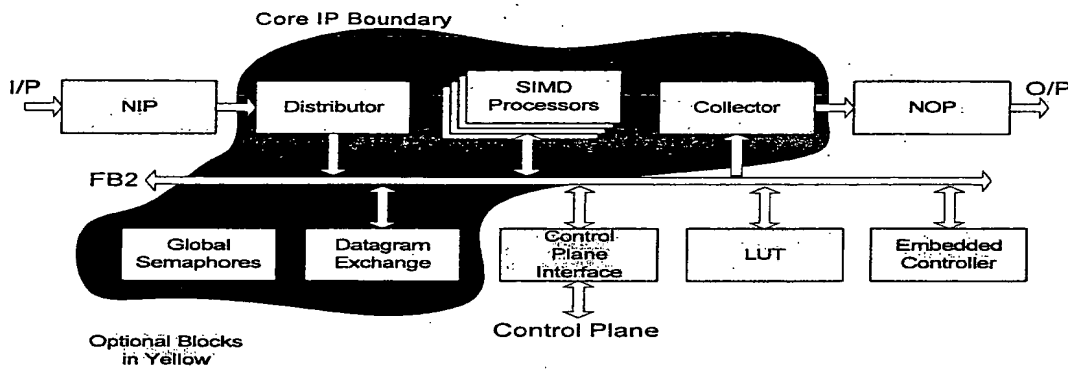 Core IP Boundary
I/P
NIP
Distributor
SIMD
Processors
Collector
NOP
O/P
FB2
Global
Semaphores
Datagram
Exchange
Control
Plane
Interface
LUT
Embedded
Controller
Control Plane
Optional Blocks
in Yellow